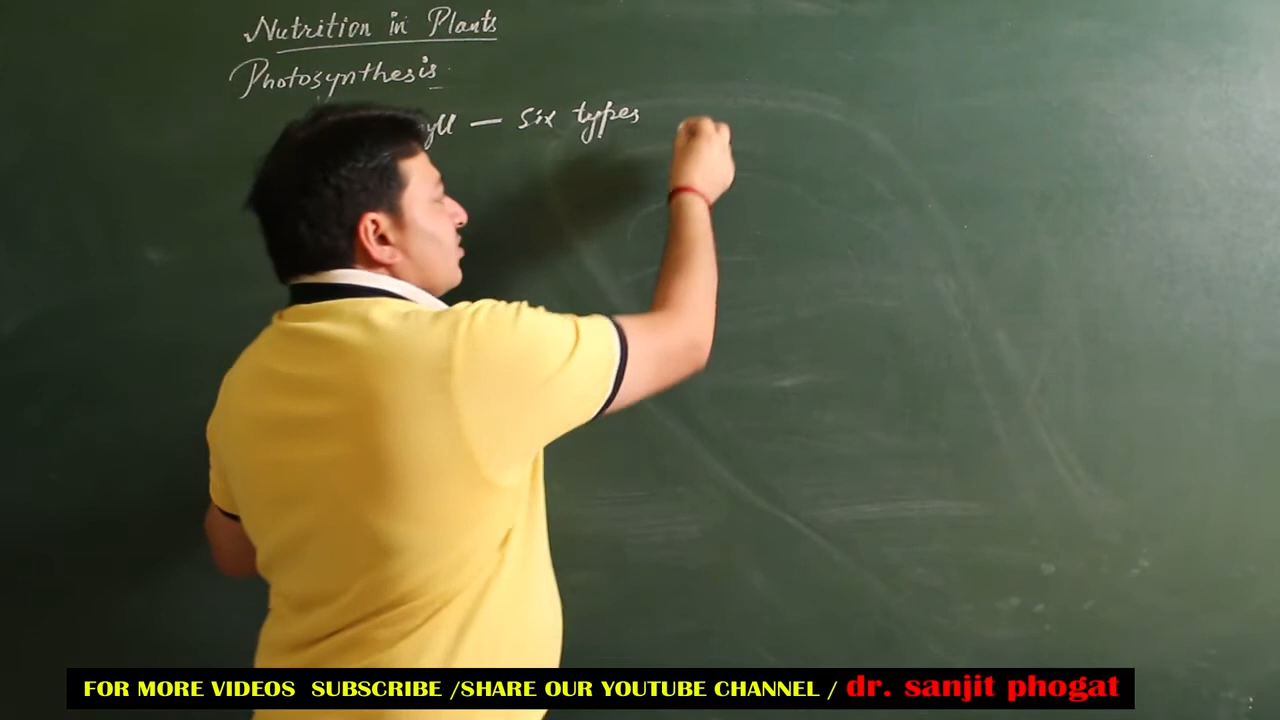 Nutrition in Plants
Photosynthesis
yll — Six types
FOR MORE VIDEOS SUBSCRIBE /SHARE OUR YOUTUBE CHANNEL / dr. sanjit phogat